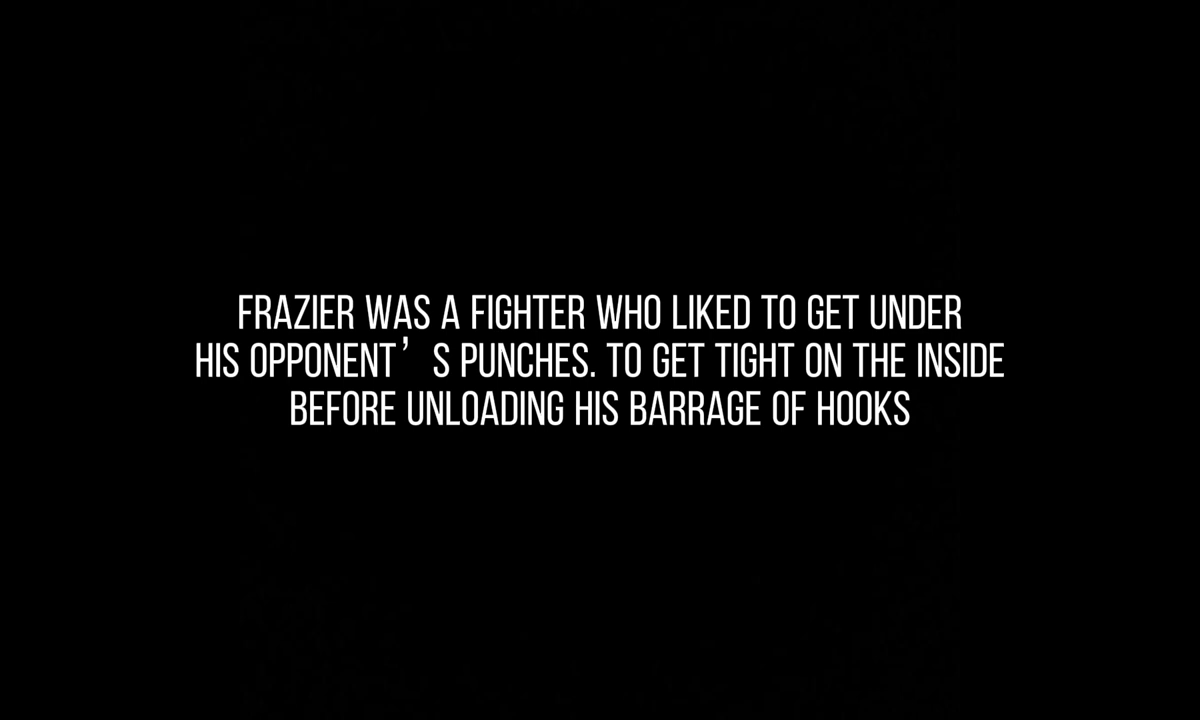 FRAZIER WAS A FIGHTER WHO LIKED TO GET UNDER
HIS OPPONENT’S PUNCHES. TO GET TIGHT ON THE INSIDE
BEFORE UNLOADING HIS BARRAGE OF HOOKS